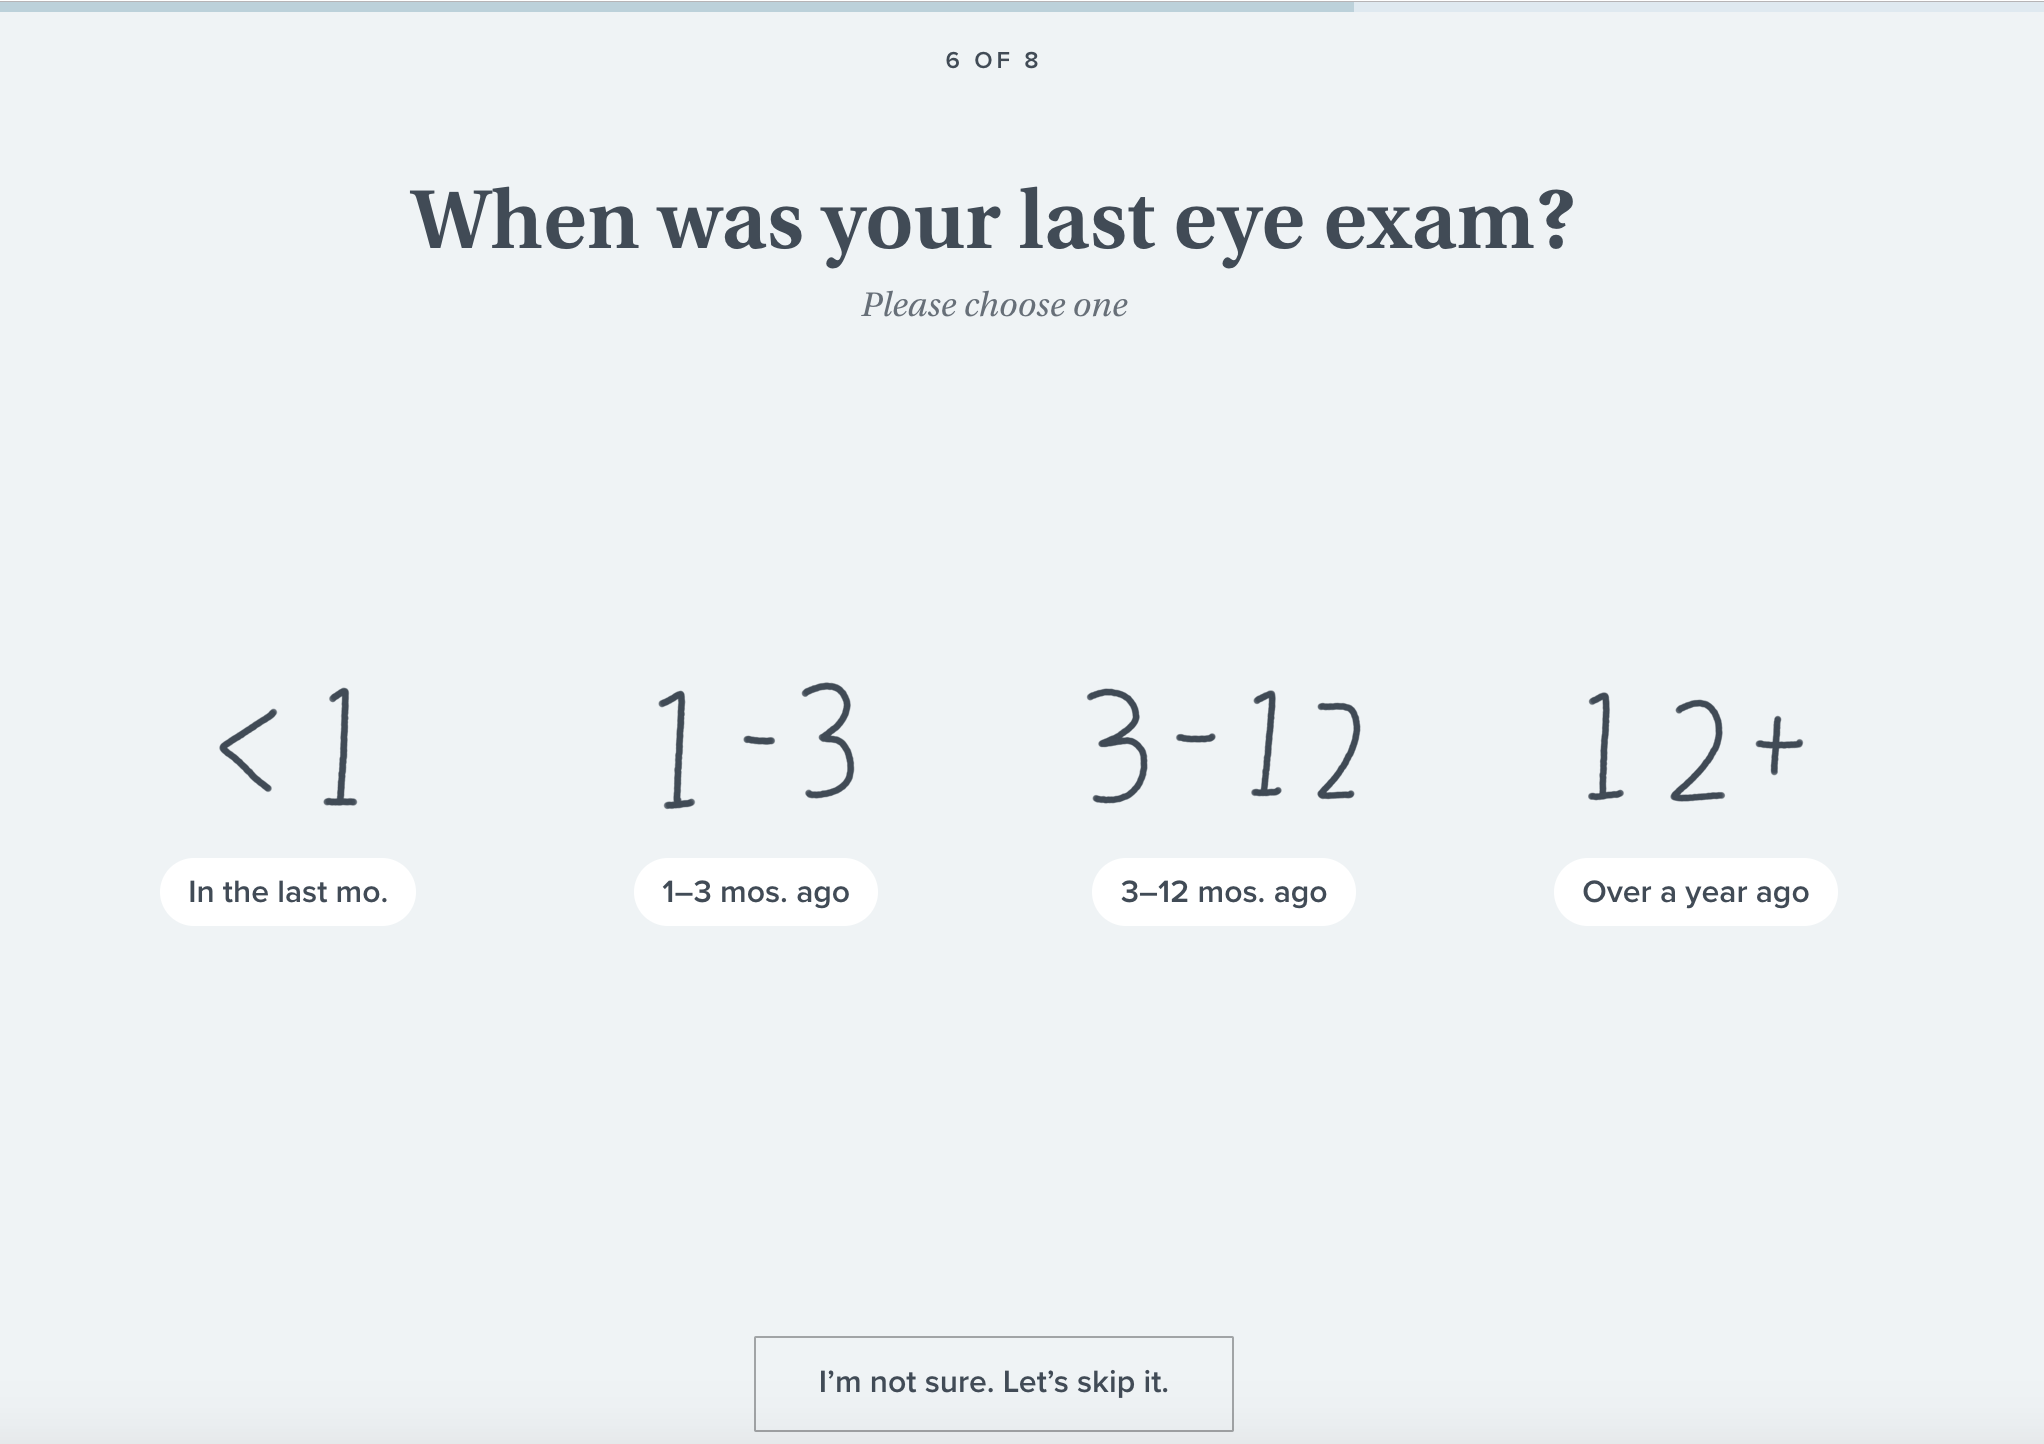 6 OF 8
When was your last eye exam?
Please choose one
< 1
1 - 3
3 - 12
12+
In the last mo.
1–3 mos. ago
3–12 mos. ago
Over a year ago
I’m not sure. Let’s skip it.